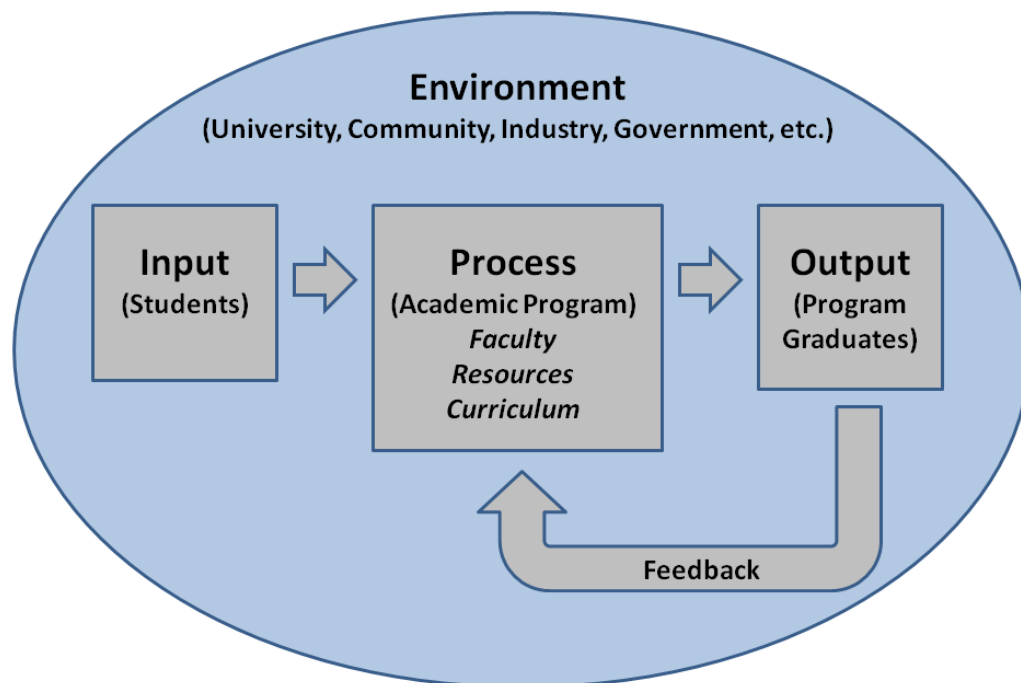 Environment
(University, Community, Industry, Government, etc.)
Input
(Students)
Process
(Academic Program)
Faculty
Resources
Curriculum
Output
(Program
Graduates)
Feedback